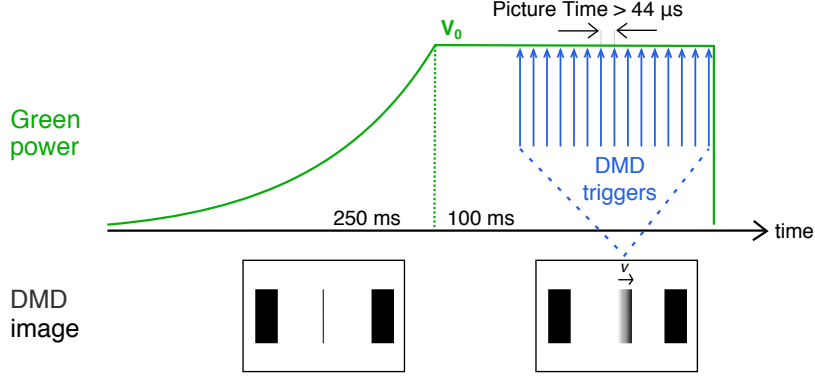 Picture Time > 44 µs
V0
Green
power
DMD
triggers
250 ms
100 ms
time
v
DMD
image